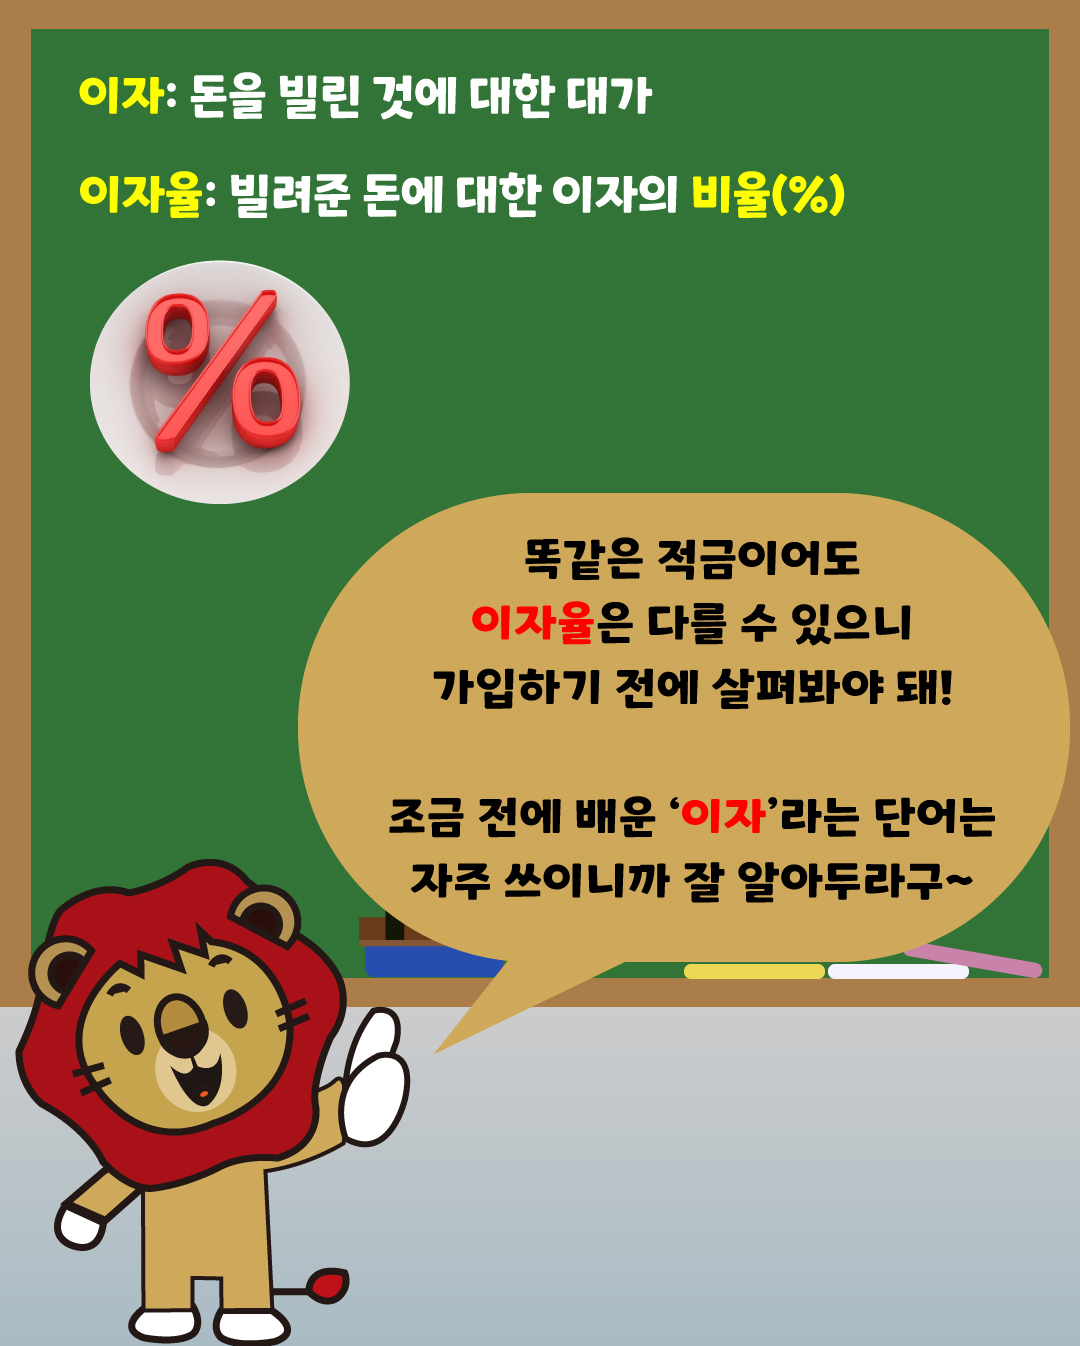 이자: 돈을 빌린 것에 대한 대가
이자율: 빌려준 돈에 대한 이자의 비율(%)
%
똑같은 적금이어도
이자율은 다를 수 있으니
가입하기 전에 살펴봐야 돼!
조금 전에 배운 ‘이자’라는 단어는
자주 쓰이니까 잘 알아두라구~